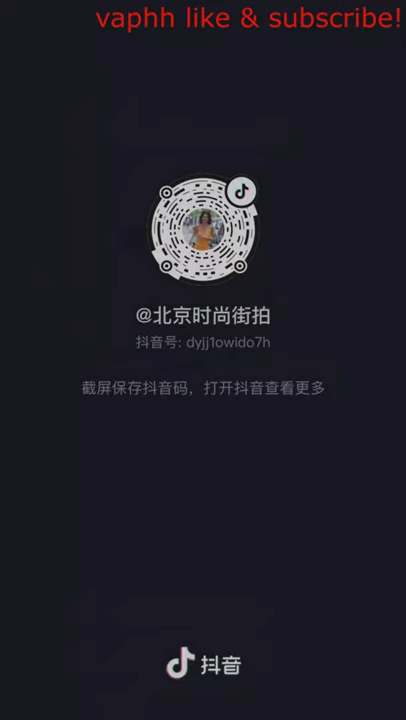 vaphh like & subscribe!
@北京时尚街拍
抖音号: dyjj1owido7h
截屏保存抖音码，打开抖音查看更多
抖音